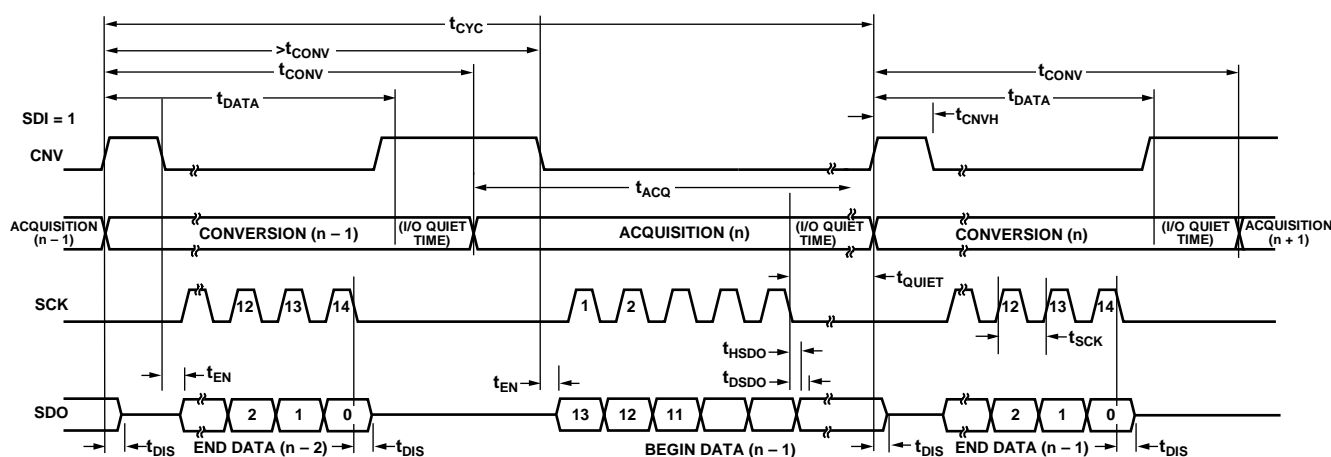 tCYC
>tCONV
tCONV tCONV
tDATA tDATA
SDI = 1
tCNVH
CNV
tACQ
ACQUISITION (n – 1) CONVERSION (n – 1) (I/O QUIET TIME) ACQUISITION (n) (I/O QUIET TIME) CONVERSION (n) (I/O QUIET TIME) ACQUISITION (n + 1)
tQUIET
SCK 12 13 14 1 2 12 13 14
tHSDO tSCK
tEN tEN tDSDO
SDO 2 1 0 13 12 11 2 1 0
tDIS END DATA (n – 2) tDIS BEGIN DATA (n – 1) tDIS END DATA (n – 1) tDIS